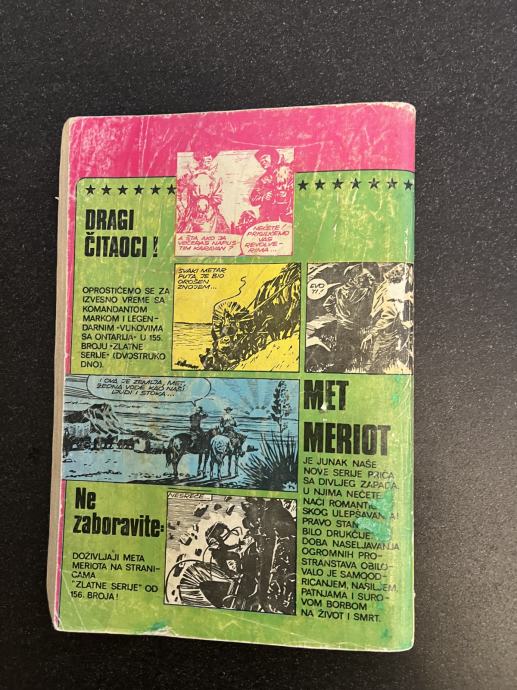 A ŠTA AKO JA
VEČERAS NAPUS-
TIM KARAVAN?
NEĆETE!
PRISILIĆEMO
VAS
REVOLVE-
RIMA...
DRAGI
ČITAOCI!
OPROSTIĆEMO SE ZA
IZVESNO VREME SA
KOMANDANTOM
MARKOM I LEGEN-
DARNIM »VUKOVIMA
SA ONTARIJA« U 155.
BROJU »ZLATNE
SERIJE« (DVOSTRUKO
DNO).
SVAKI METAR
PUTA JE BIO
OROŠEN
ZNOJEM...
EVO
TI!
I OVA JE ZEMLJA, MET,
ŽEDNA VODE KAO NAŠI
LJUDI I STOKA...
MET
MERIOT
JE JUNAK NAŠE
NOVE SERIJE PRIČA
SA DIVLJEG ZAPADA.
U NJIMA NEĆETE
NAĆI ROMANTIČ
SKOG ULEPŠAVANJA!
PRAVO STAN
BILO DRUKČIJE:
DOBA NASELJAVANJA
OGROMNIH PRO-
STRANSTAVA OBILO-
VALO JE SAMOOD-
RICANJEM, NASILJEM,
PATNJAMA I SURO-
VOM BORBOM
NA ŽIVOT I SMRT.
Ne
zaboravite:
DOŽIVLJAJI META
MERIOTA NA STRANI-
CAMA
"ZLATNE SERIJE" OD
156. BROJA!